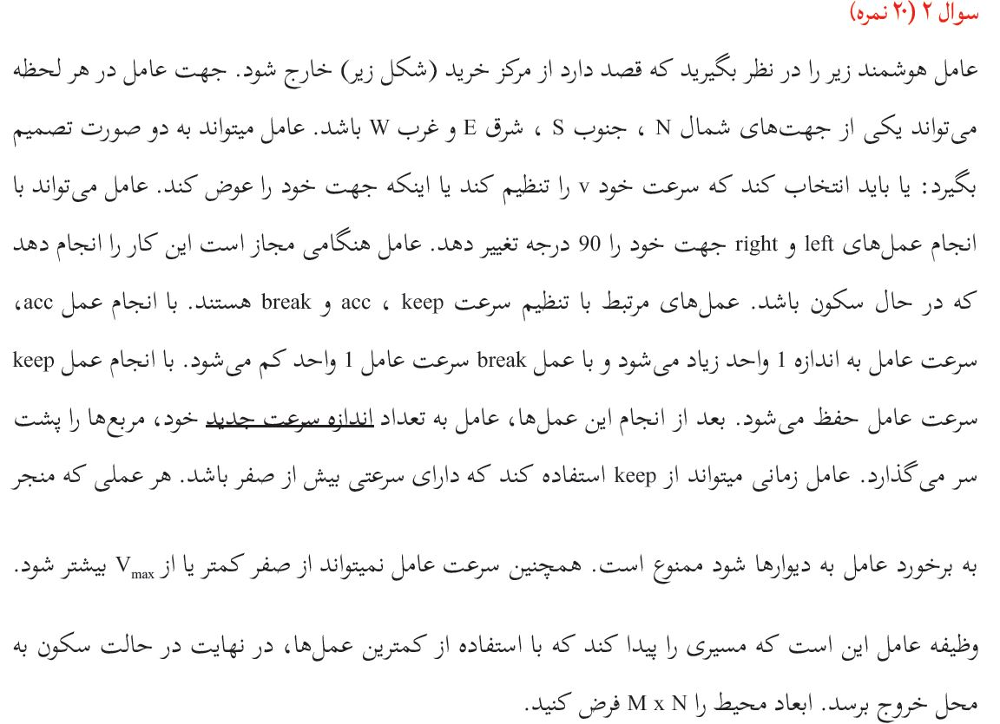 سوال ۲ (۲۰ نمره)
عامل هوشمند زیر را در نظر بگیرید که قصد دارد از مرکز خرید (شکل زیر) خارج شود. جهت عامل در هر لحظه
می‌تواند یکی از جهت‌های شمال N ، جنوب S ، شرق E و غرب W باشد. عامل میتواند به دو صورت تصمیم
بگیرد: یا باید انتخاب کند که سرعت خود v را تنظیم کند یا اینکه جهت خود را عوض کند. عامل می‌تواند با
انجام عمل‌های left و right جهت خود را 90 درجه تغییر دهد. عامل هنگامی مجاز است این کار را انجام دهد
که در حال سکون باشد. عمل‌های مرتبط با تنظیم سرعت keep ، acc و break هستند. با انجام عمل acc،
سرعت عامل به اندازه 1 واحد زیاد می‌شود و با عمل break سرعت عامل 1 واحد کم می‌شود. با انجام عمل keep
سرعت عامل حفظ می‌شود. بعد از انجام این عمل‌ها، عامل به تعداد اندازه سرعت جدید خود، مربع‌ها را پشت
سر می‌گذارد. عامل زمانی میتواند از keep استفاده کند که دارای سرعتی بیش از صفر باشد. هر عملی که منجر
به برخورد عامل به دیوارها شود ممنوع است. همچنین سرعت عامل نمیتواند از صفر کمتر یا از Vmax بیشتر شود.
وظیفه عامل این است که مسیری را پیدا کند که با استفاده از کمترین عمل‌ها، در نهایت در حالت سکون به
محل خروج برسد. ابعاد محیط را M x N فرض کنید.